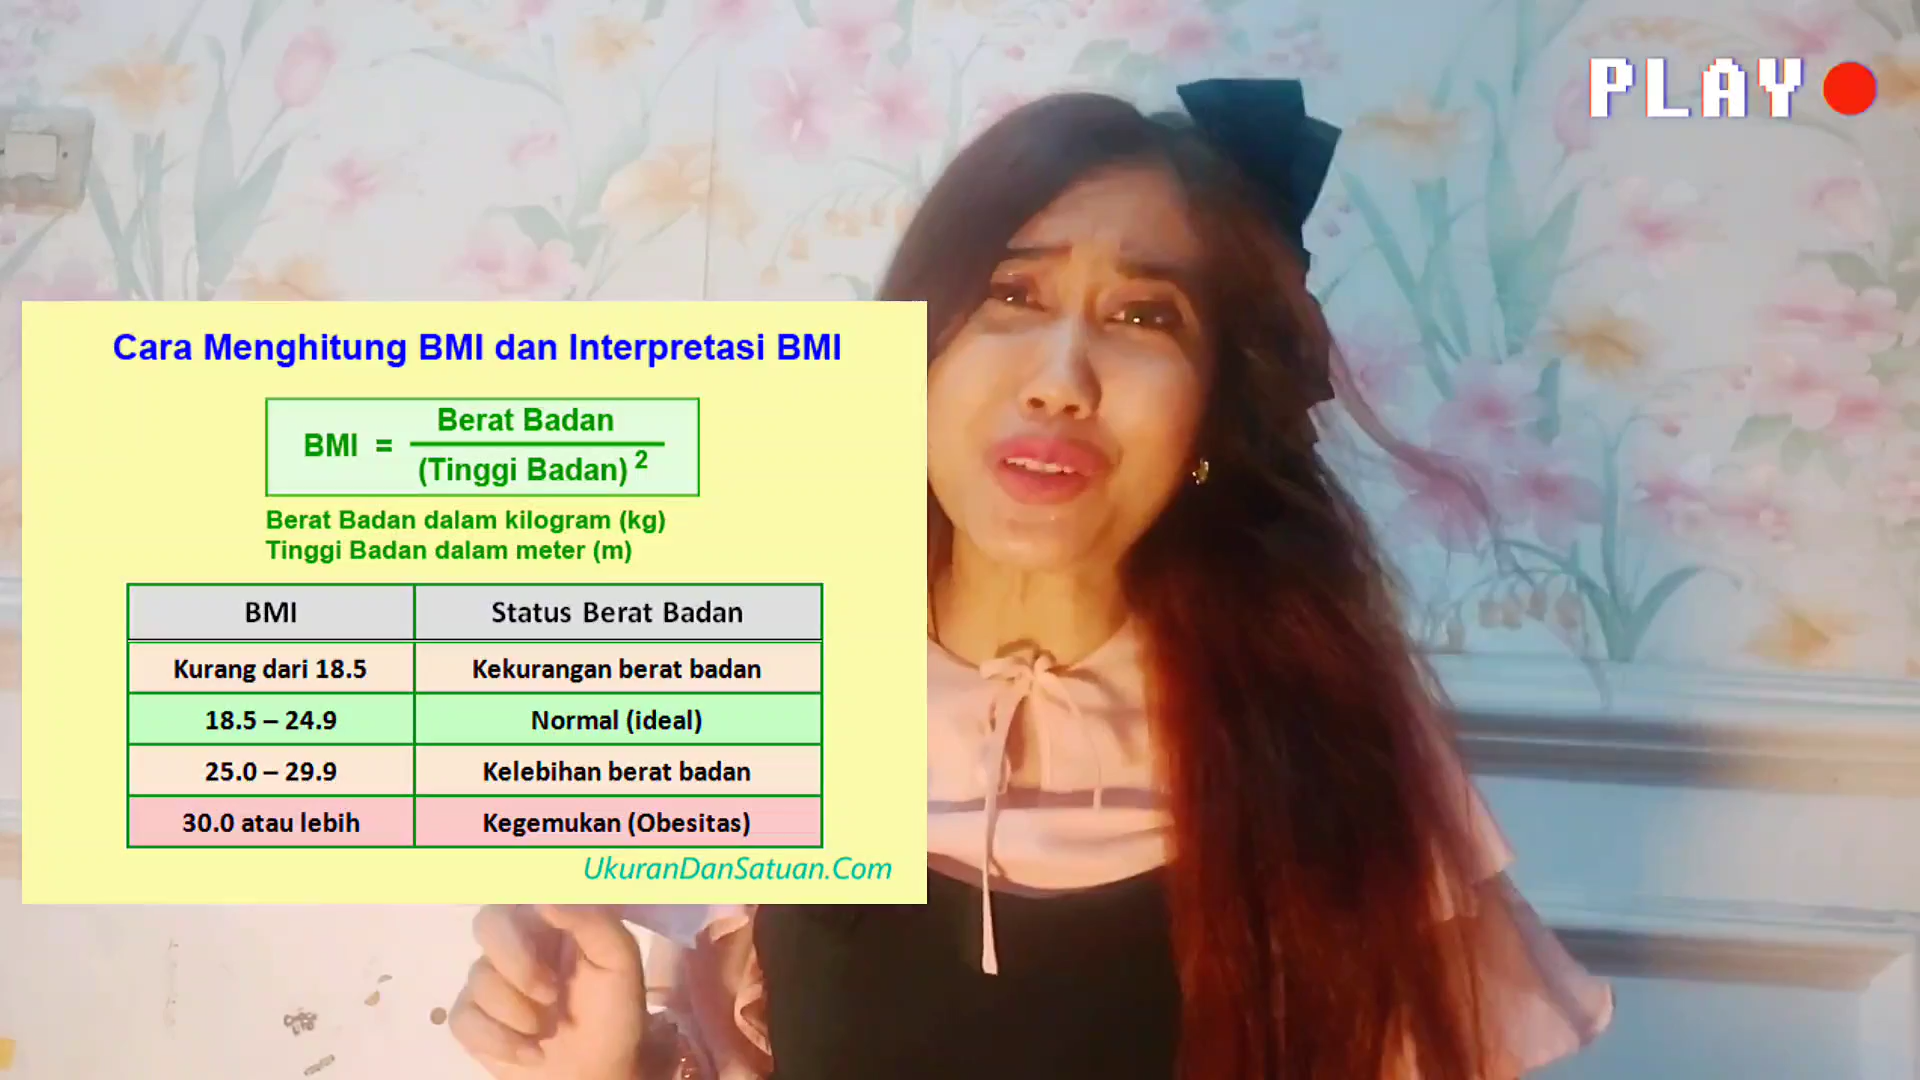 PLAY
Cara Menghitung BMI dan Interpretasi BMI
BMI = Berat Badan
(Tinggi Badan) 2
Berat Badan dalam kilogram (kg)
Tinggi Badan dalam meter (m)
BMI Status Berat Badan
Kurang dari 18.5 Kekurangan berat badan
18.5 – 24.9 Normal (ideal)
25.0 – 29.9 Kelebihan berat badan
30.0 atau lebih Kegemukan (Obesitas)
UkuranDanSatuan.Com